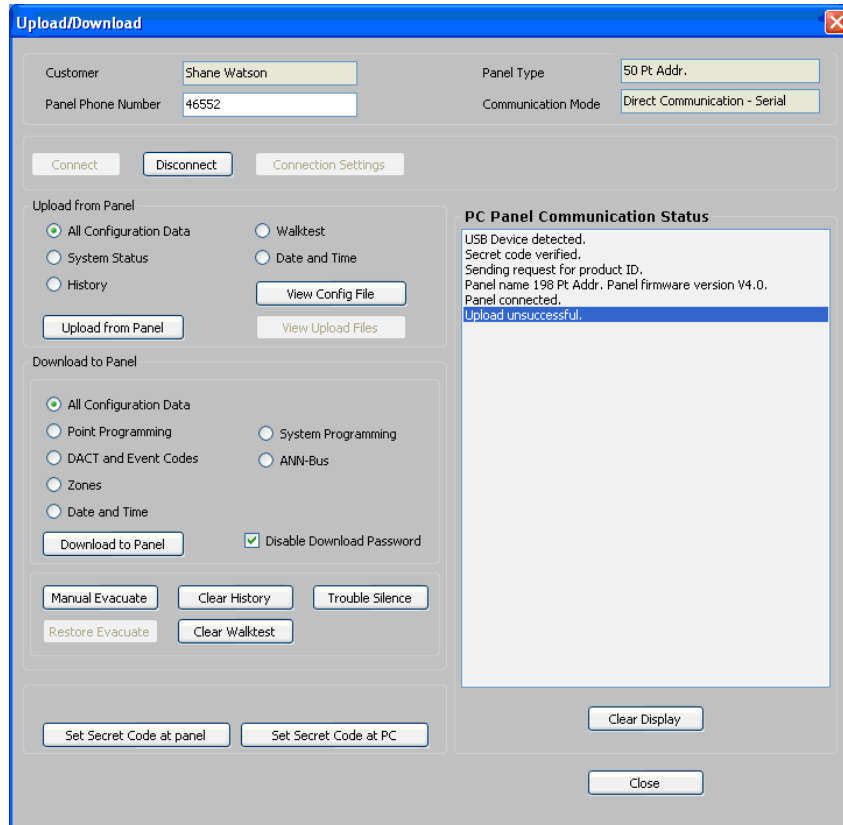 Upload/Download
Customer Shane Watson Panel Type 50 Pt Addr.
Panel Phone Number 46552 Communication Mode Direct Communication - Serial
Connect Disconnect Connection Settings
Upload from Panel
All Configuration Data Walktest
System Status Date and Time
History View Config File
Upload from Panel View Upload Files
Download to Panel
All Configuration Data
Point Programming System Programming
DACT and Event Codes ANN-Bus
Zones
Date and Time
Download to Panel Disable Download Password
Manual Evacuate Clear History Trouble Silence
Restore Evacuate Clear Walktest
Set Secret Code at panel Set Secret Code at PC
PC Panel Communication Status
USB Device detected.
Secret code verified.
Sending request for product ID.
Panel name 198 Pt Addr. Panel firmware version V4.0.
Panel connected.
Upload unsuccessful.
Clear Display
Close